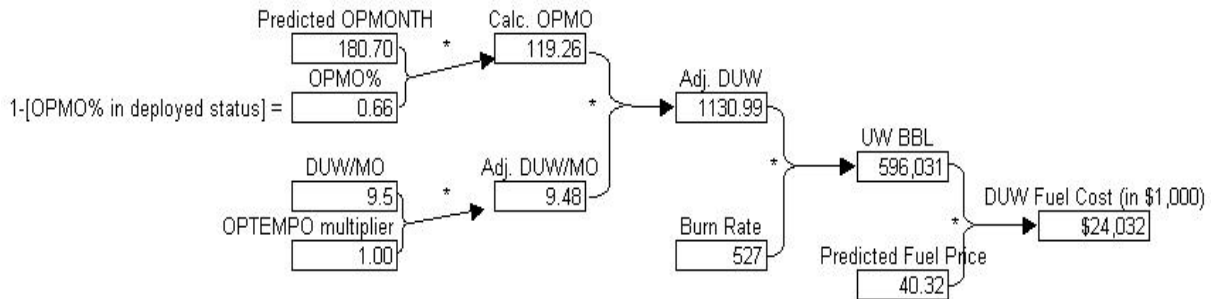 Predicted OPMONTH
180.70
*
Calc. OPMO
119.26
OPMO%
1-[OPMO% in deployed status] =
0.66
*
Adj. DUW
1130.99
DUW/MO
9.5
*
Adj. DUW/MO
9.48
OPTEMPO multiplier
1.00
*
UW BBL
596,031
Burn Rate
527
*
DUW Fuel Cost (in $1,000)
$24,032
Predicted Fuel Price
40.32